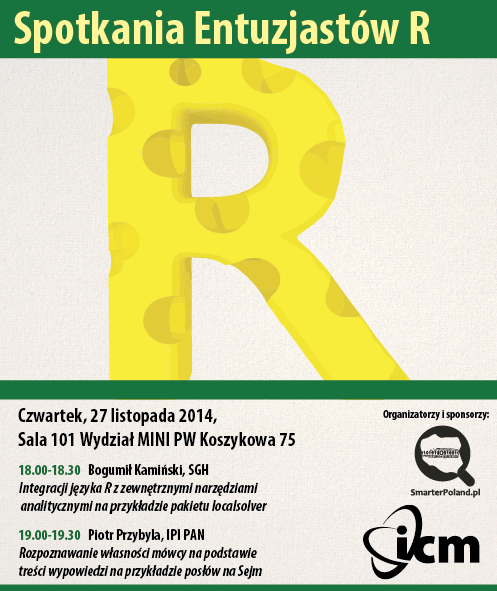 Spotkania Entuzjastów R
R
Czwartek, 27 listopada 2014,
Sala 101 Wydział MINI PW Koszykowa 75
18.00-18.30 Bogumił Kamiński, SGH
Integracji języka R z zewnętrznymi narzędziami
analitycznymi na przykładzie pakietu localsolver
19.00-19.30 Piotr Przybyła, IPI PAN
Rozpoznawanie własności mówcy na podstawie
treści wypowiedzi na przykładzie posłów na Sejm
Organizatorzy i sponsorzy:
SmarterPoland.pl
icm